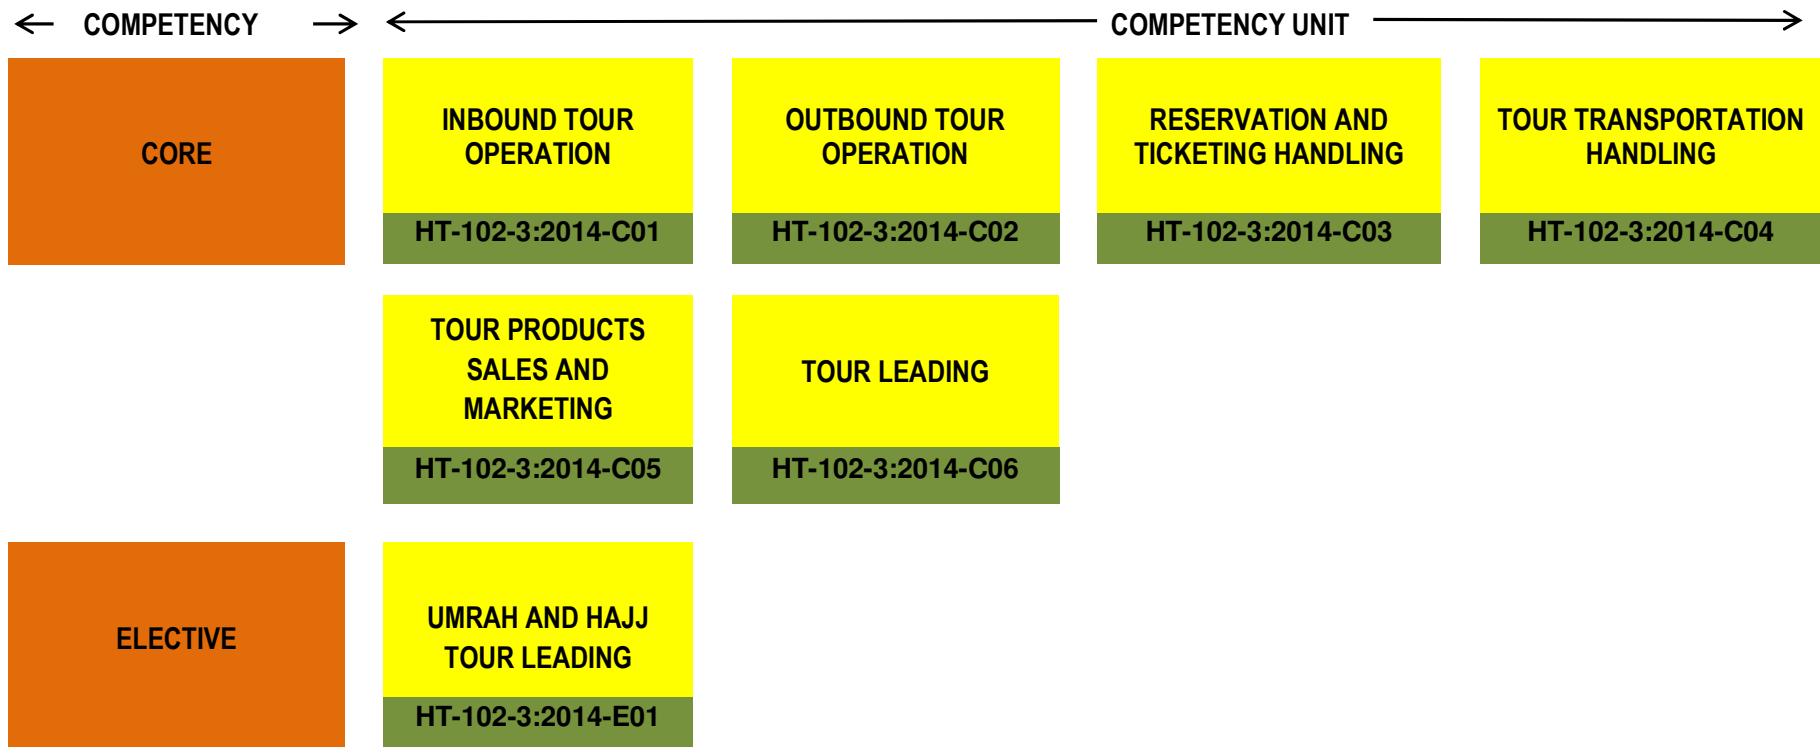 COMPETENCY
COMPETENCY UNIT
CORE
INBOUND TOUR
OPERATION
HT-102-3:2014-C01
OUTBOUND TOUR
OPERATION
HT-102-3:2014-C02
RESERVATION AND
TICKETING HANDLING
HT-102-3:2014-C03
TOUR TRANSPORTATION
HANDLING
HT-102-3:2014-C04
TOUR PRODUCTS
SALES AND
MARKETING
HT-102-3:2014-C05
TOUR LEADING
HT-102-3:2014-C06
ELECTIVE
UMRAH AND HAJJ
TOUR LEADING
HT-102-3:2014-E01